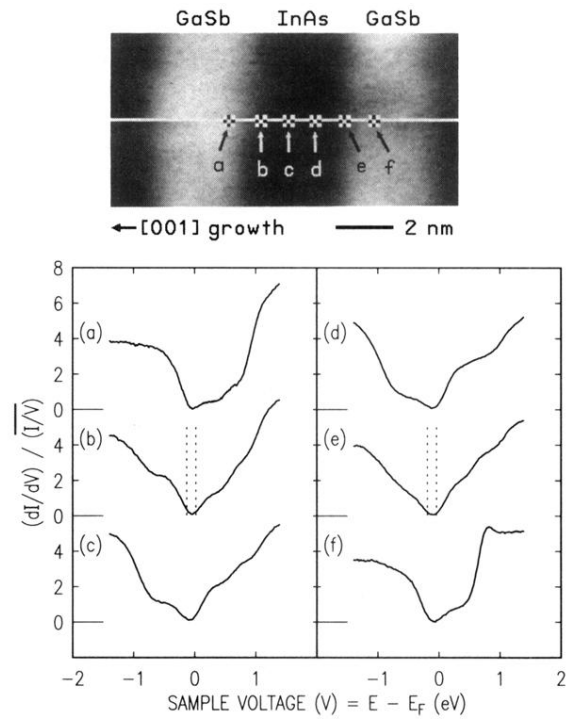 GaSb InAs GaSb
a b c d e f
←[001] growth 2 nm
8
6
(a) 4 (d)
2
0
(b) 4 (e)
2
0
(c) 4 (f)
2
0
−2 −1 0 1 −1 0 1 2
(dI/dV) / (I/V)
SAMPLE VOLTAGE (V) = E − E_F (eV)